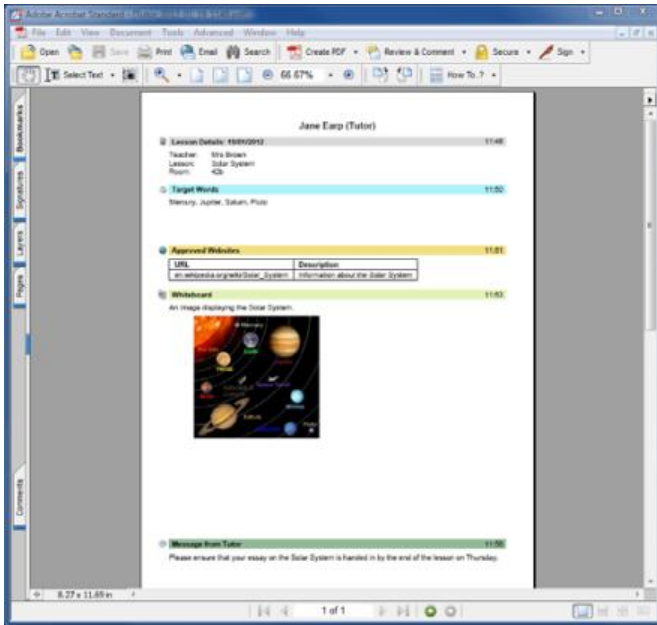 Adobe Acrobat Standard
File Edit View Document Tools Advanced Window Help
Open Save Print Email Search Create PDF Review & Comment Secure Sign
Select Text 66.67% How To..?
Bookmarks
Signatures
Layers
Pages
Comments
Jane Earp (Tutor)
Lesson Details: 19/01/2012 11:48
Teacher: Mrs Brown
Lesson: Solar System
Room: 42b
Target Words 11:50
Mercury, Jupiter, Saturn, Pluto
Approved Websites 11:51
URL Description
en.wikipedia.org/wiki/Solar_System Information about the Solar System
Whiteboard 11:53
An image displaying the Solar System.
Mercury
Earth
Venus
Saturn
Pluto
Message from Tutor 11:58
Please ensure that your essay on the Solar System is handed in by the end of the lesson on Thursday.
8.27 x 11.69 in
1 of 1